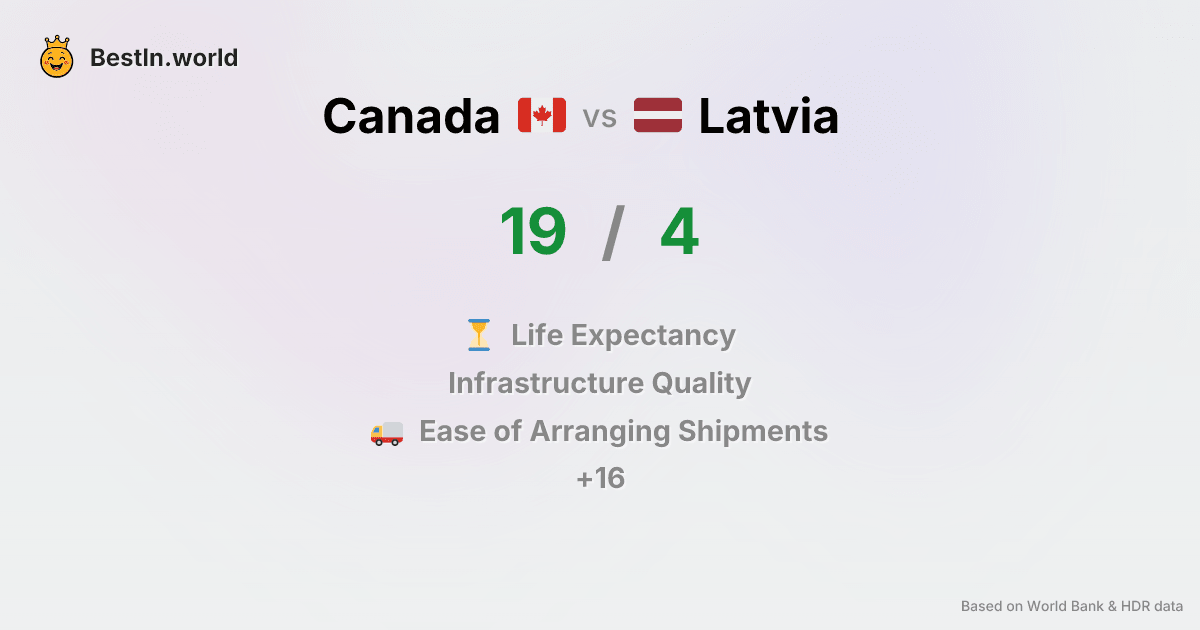 BestIn.world
Canada vs Latvia
19 / 4
Life Expectancy
Infrastructure Quality
Ease of Arranging Shipments
+16
Based on World Bank & HDR data